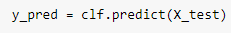 y_pred = clf.predict(X_test)